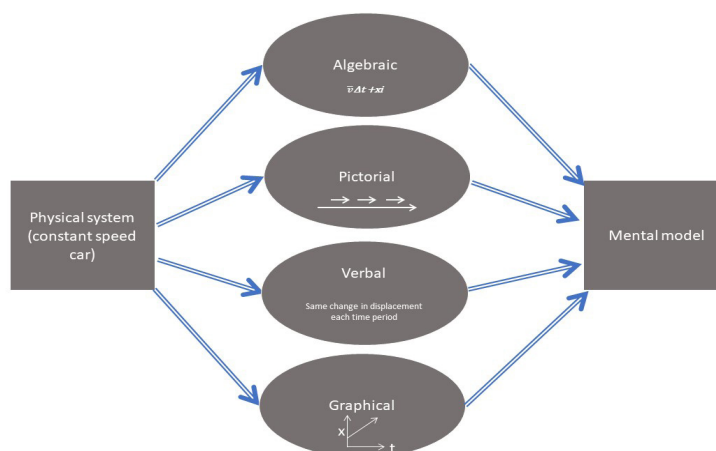 Algebraic
v̄Δt+xi
Pictorial
Physical system
(constant speed
car)
Mental model
Verbal
Same change in displacement
each time period
Graphical
x
t